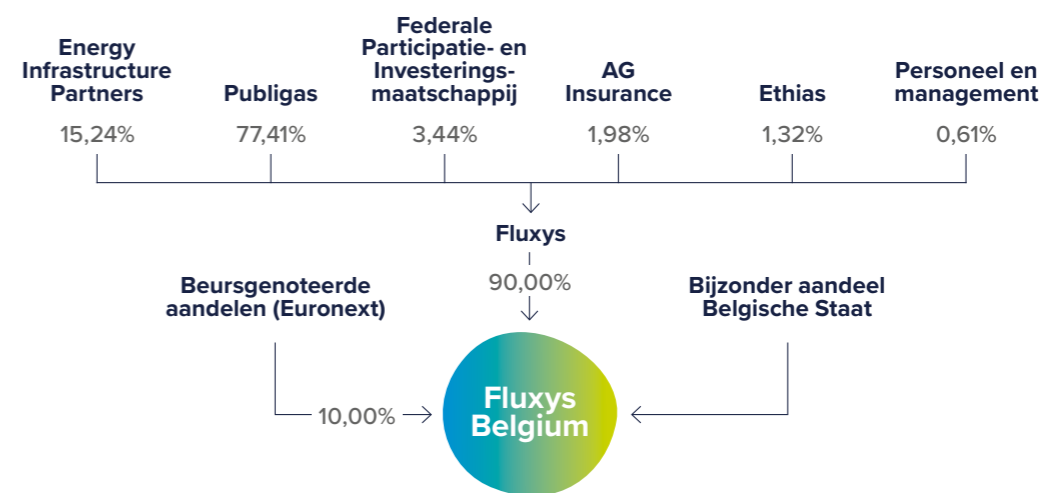 Energy
Infrastructure
Partners
15,24%
Publigas
77,41%
Federale
Participatie- en
Investerings-
maatschappij
3,44%
AG
Insurance
1,98%
Ethias
1,32%
Personeel en
management
0,61%
Fluxys
90,00%
Beursgenoteerde
aandelen (Euronext)
10,00%
Bijzonder aandeel
Belgische Staat
Fluxys
Belgium